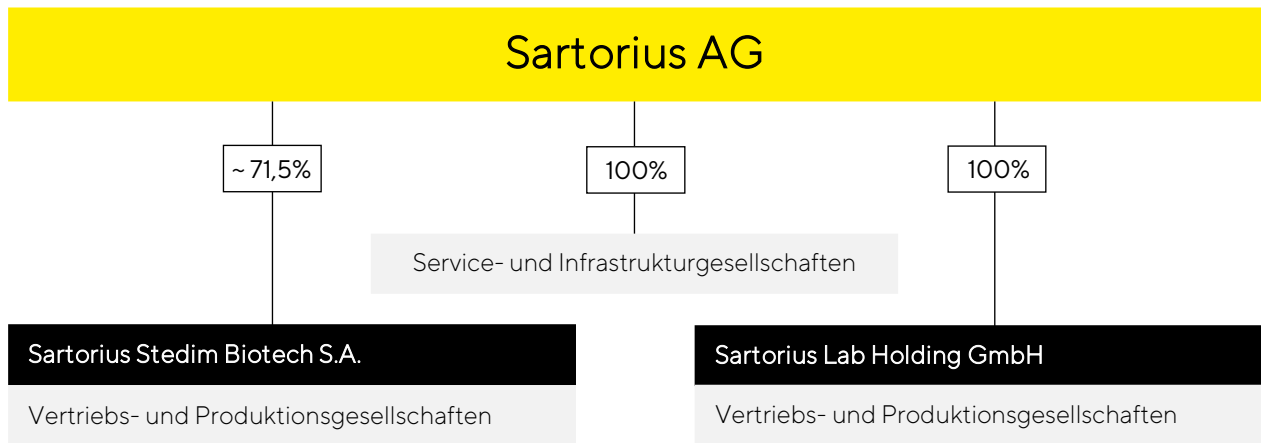 Sartorius AG
~ 71,5%
100%
100%
Service- und Infrastrukturgesellschaften
Sartorius Stedim Biotech S.A.
Vertriebs- und Produktionsgesellschaften
Sartorius Lab Holding GmbH
Vertriebs- und Produktionsgesellschaften